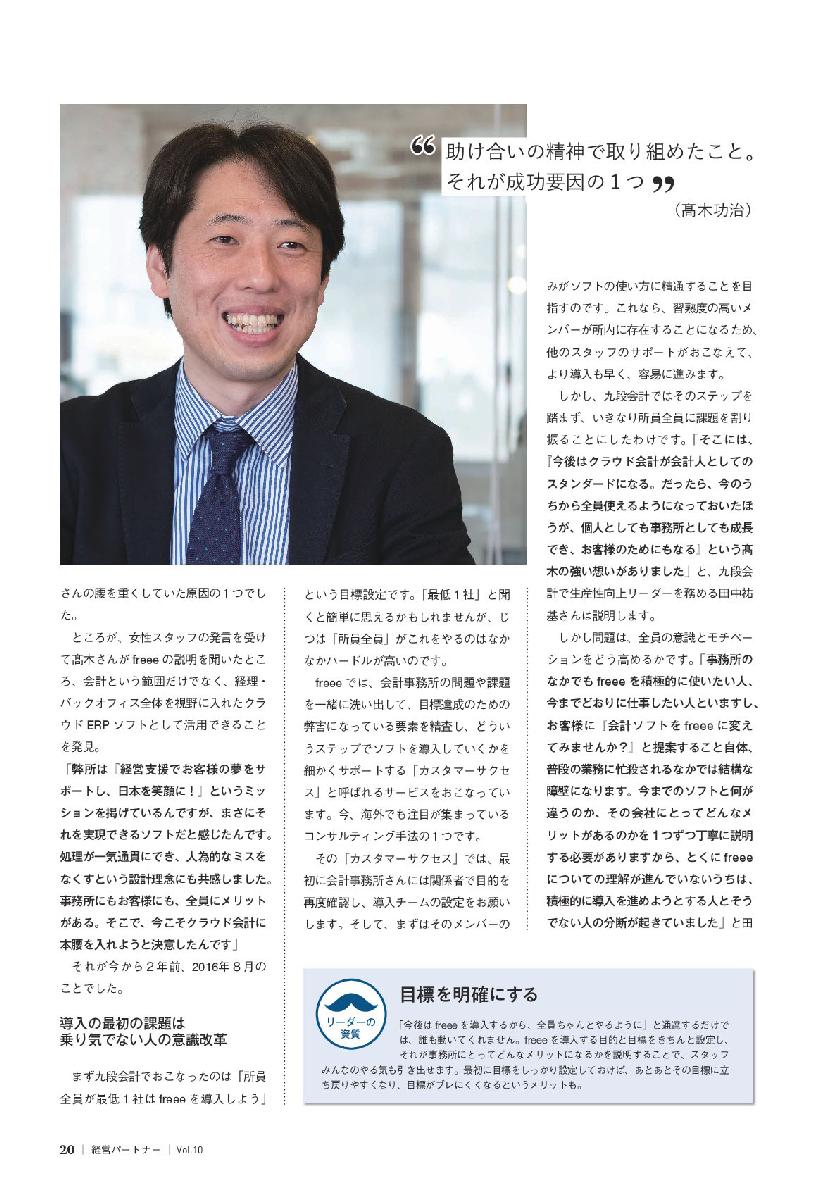 ❝ 助け合いの精神で取り組めたこと。
それが成功要因の1つ ❞
（髙木功治）
さんの腰を重くしていた原因の1つでし
た。
ところが、女性スタッフの発言を受け
て髙木さんが freee の説明を聞いたとこ
ろ、会計という範囲だけでなく、経理・
バックオフィス全体を視野に入れたクラ
ウド ERP ソフトとして活用できること
を発見。
「弊所は『経営支援でお客様の夢をサ
ポートし、日本を笑顔に！』というミッ
ションを掲げているんですが、まさにそ
れを実現できるソフトだと感じたんです。
処理が一気通貫にでき、人為的なミスを
なくすという設計理念にも共感しました。
事務所にもお客様にも、全員にメリット
がある。そこで、今こそクラウド会計に
本腰を入れようと決意したんです」
それが今から2年前、2016年8月の
ことでした。
導入の最初の課題は
乗り気でない人の意識改革
まず九段会計でおこなったのは「所員
全員が最低1社は freee を導入しよう」
という目標設定です。「最低1社」と聞
くと簡単に思えるかもしれませんが、じ
つは「所員全員」がこれをやるのはなか
なかハードルが高いのです。
freee では、会計事務所の問題や課題
を一緒に洗い出して、目標達成のための
弊害になっている要素を精査し、どうい
うステップでソフトを導入していくかを
細かくサポートする「カスタマーサクセ
ス」と呼ばれるサービスをおこなってい
ます。今、海外でも注目が集まっている
コンサルティング手法の1つです。
その「カスタマーサクセス」では、最
初に会計事務所さんには関係者で目的を
再度確認し、導入チームの設定をお願い
します。そして、まずはそのメンバーの
みがソフトの使い方に精通することを目
指すのです。これなら、習熟度の高いメ
ンバーが所内に存在することになるため、
他のスタッフのサポートがおこなえて、
より導入も早く、容易に進みます。
しかし、九段会計ではそのステップを
踏まず、いきなり所員全員に課題を割り
振ることにしたわけです。「そこには、
『今後はクラウド会計が会計人としての
スタンダードになる。だったら、今のう
ちから全員使えるようになっておいたほ
うが、個人としても事務所としても成長
でき、お客様のためにもなる』という髙
木の強い想いがありました」と、九段会
計で生産性向上リーダーを務める田中祐
基さんは説明します。
しかし問題は、全員の意識とモチベー
ションをどう高めるかです。「事務所の
なかでも freee を積極的に使いたい人、
今までどおりに仕事したい人といますし、
お客様に『会計ソフトを freee に変え
てみませんか？』と提案すること自体、
普段の業務に忙殺されるなかでは結構な
障壁になります。今までのソフトと何が
違うのか、その会社にとってどんなメ
リットがあるのかを1つずつ丁寧に説明
する必要がありますから、とくに freee
についての理解が進んでいないうちは、
積極的に導入を進めようとする人とそう
でない人の分断が起きていました」と田
リーダーの
資質
目標を明確にする
「今後は freee を導入するから、全員ちゃんとやるように」と通達するだけで
は、誰も動いてくれません。freee を導入する目的と目標をきちんと設定し、
それが事務所にとってどんなメリットになるかを説明することで、スタッフ
みんなのやる気も引き出せます。最初に目標をしっかり設定しておけば、あとあとその目標に立
ち戻りやすくなり、目標がブレにくくなるというメリットも。
20 | 経営パートナー | Vol.10